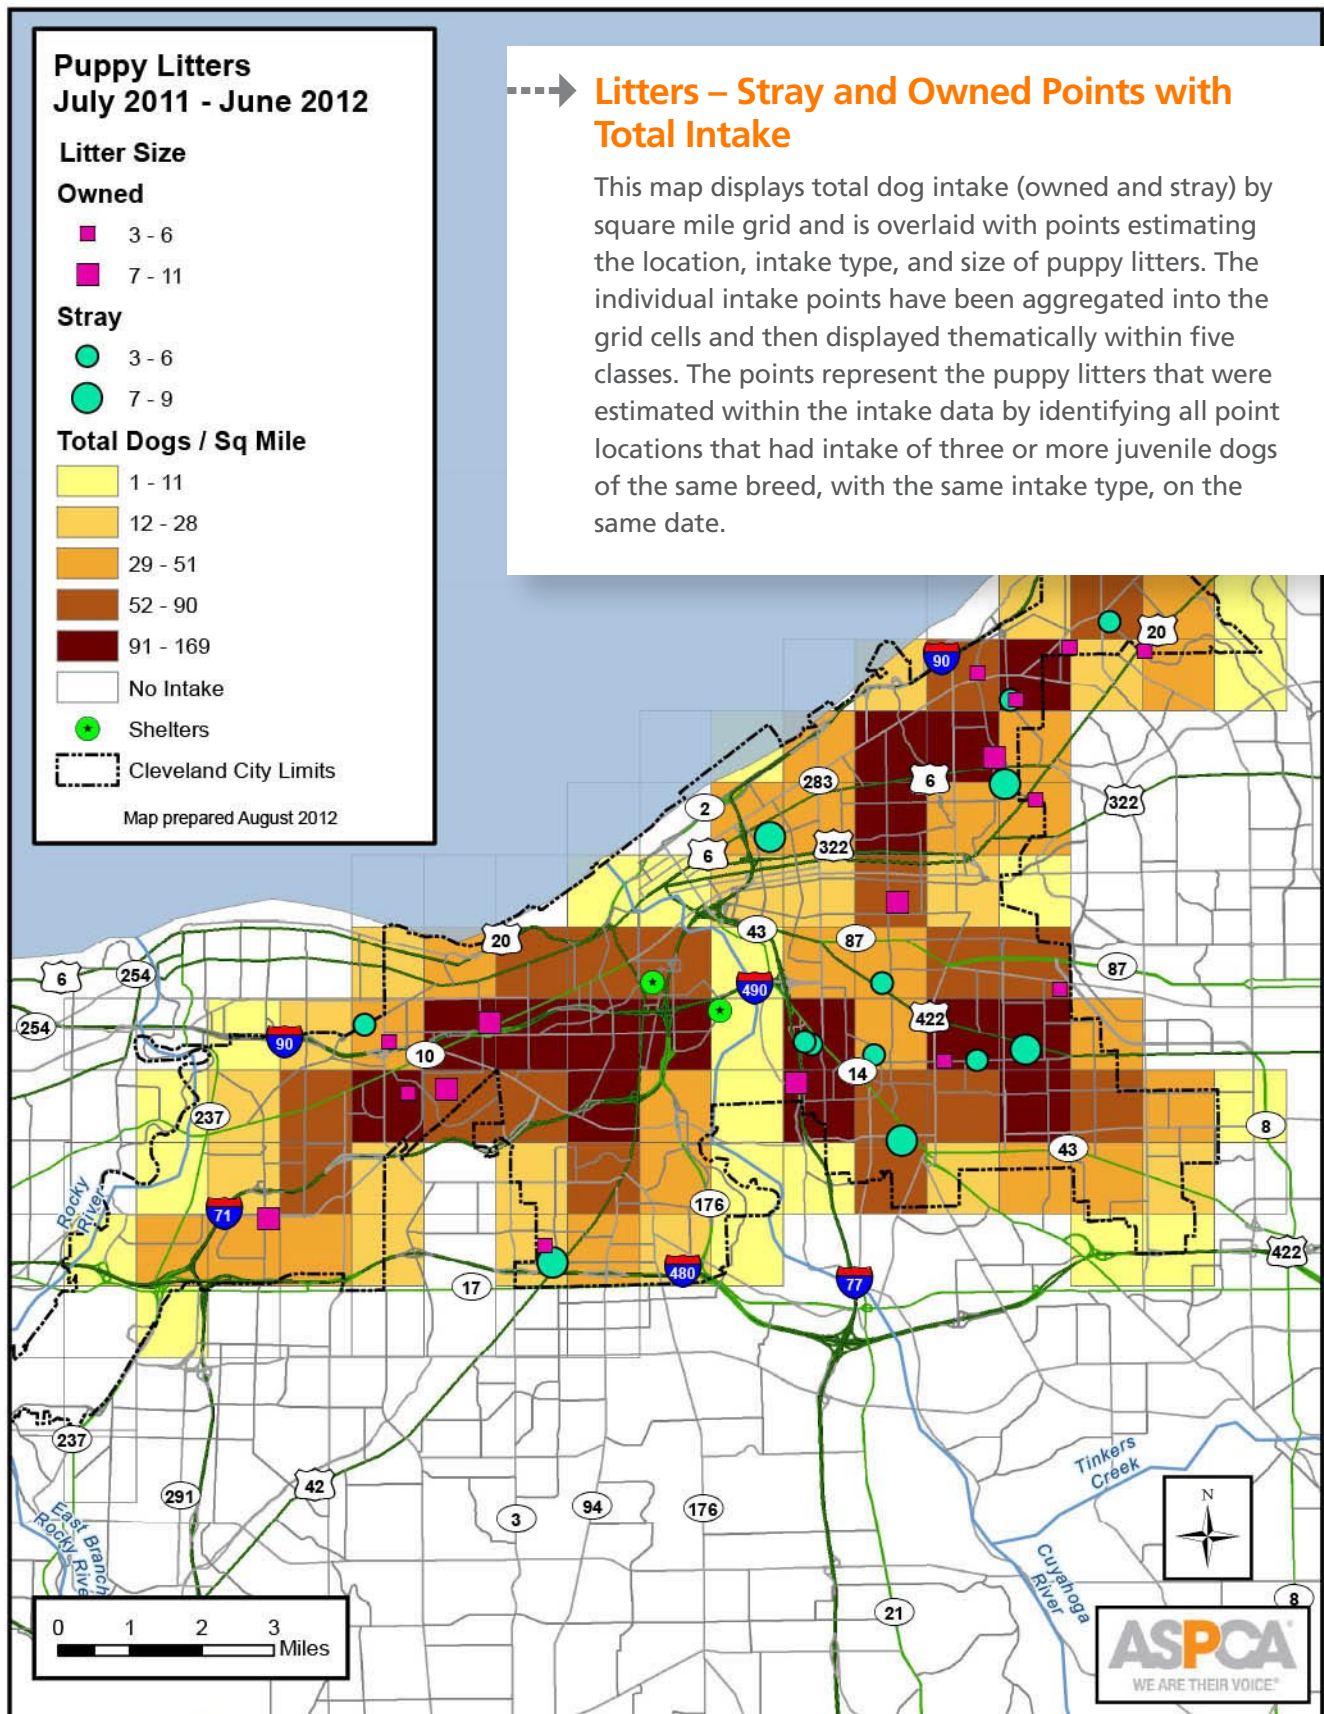 Puppy Litters
July 2011 - June 2012
Litter Size
Owned
3 - 6
7 - 11
Stray
3 - 6
7 - 9
Total Dogs / Sq Mile
1 - 11
12 - 28
29 - 51
52 - 90
91 - 169
No Intake
Shelters
Cleveland City Limits
Map prepared August 2012
Litters – Stray and Owned Points with
Total Intake
This map displays total dog intake (owned and stray) by
square mile grid and is overlaid with points estimating
the location, intake type, and size of puppy litters. The
individual intake points have been aggregated into the
grid cells and then displayed thematically within five
classes. The points represent the puppy litters that were
estimated within the intake data by identifying all point
locations that had intake of three or more juvenile dogs
of the same breed, with the same intake type, on the
same date.
20
90
283
6
322
2
6
322
20
43
87
87
6
254
490
254
422
90
10
14
237
8
43
Rocky
River
176
71
422
480
17
77
237
Tinkers
Creek
42
291
94
176
3
N
East Branch
Rocky River
Cuyahoga
River
21
8
0 1 2 3
Miles
ASPCA
WE ARE THEIR VOICE®